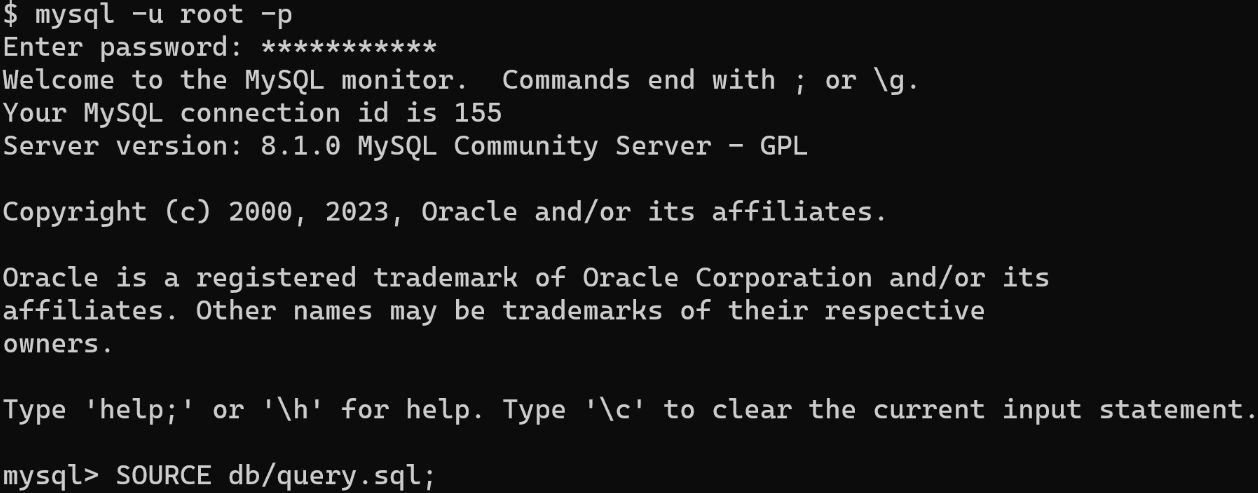 $ mysql -u root -p
Enter password: ***********
Welcome to the MySQL monitor.  Commands end with ; or \g.
Your MySQL connection id is 155
Server version: 8.1.0 MySQL Community Server - GPL
Copyright (c) 2000, 2023, Oracle and/or its affiliates.
Oracle is a registered trademark of Oracle Corporation and/or its
affiliates. Other names may be trademarks of their respective
owners.
Type 'help;' or '\h' for help. Type '\c' to clear the current input statement.
mysql> SOURCE db/query.sql;